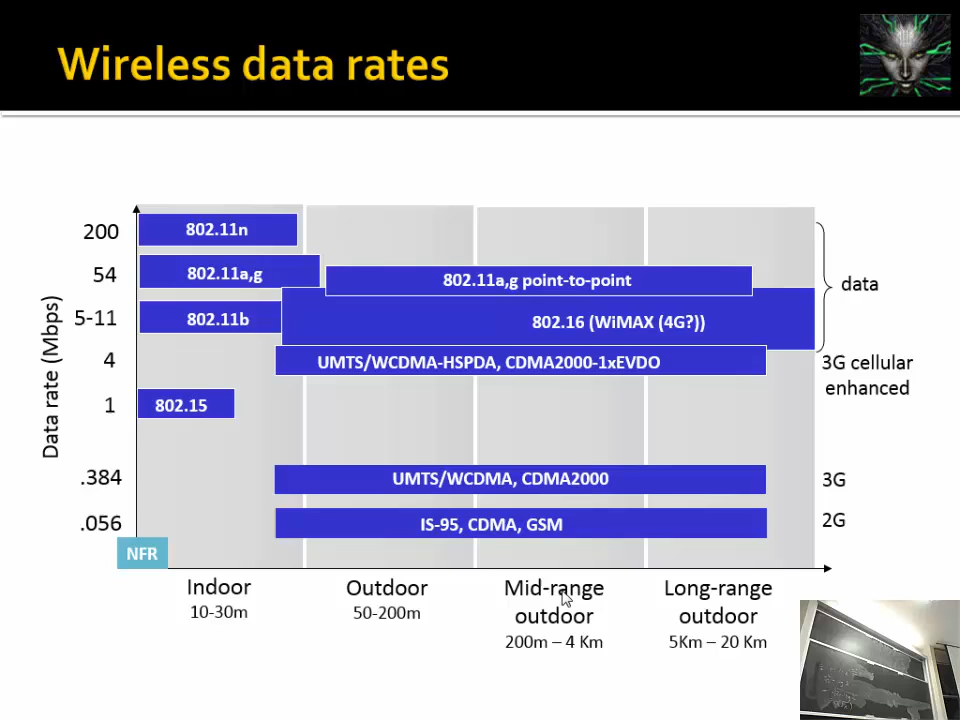 Wireless data rates
Data rate (Mbps)
200
54
5-11
4
1
.384
.056
802.11n
802.11a,g
802.11a,g point-to-point
802.11b
802.16 (WiMAX (4G?))
UMTS/WCDMA-HSPDA, CDMA2000-1xEVDO
802.15
UMTS/WCDMA, CDMA2000
IS-95, CDMA, GSM
NFR
data
3G cellular
enhanced
3G
2G
Indoor
10-30m
Outdoor
50-200m
Mid-range
outdoor
200m – 4 Km
Long-range
outdoor
5Km – 20 Km